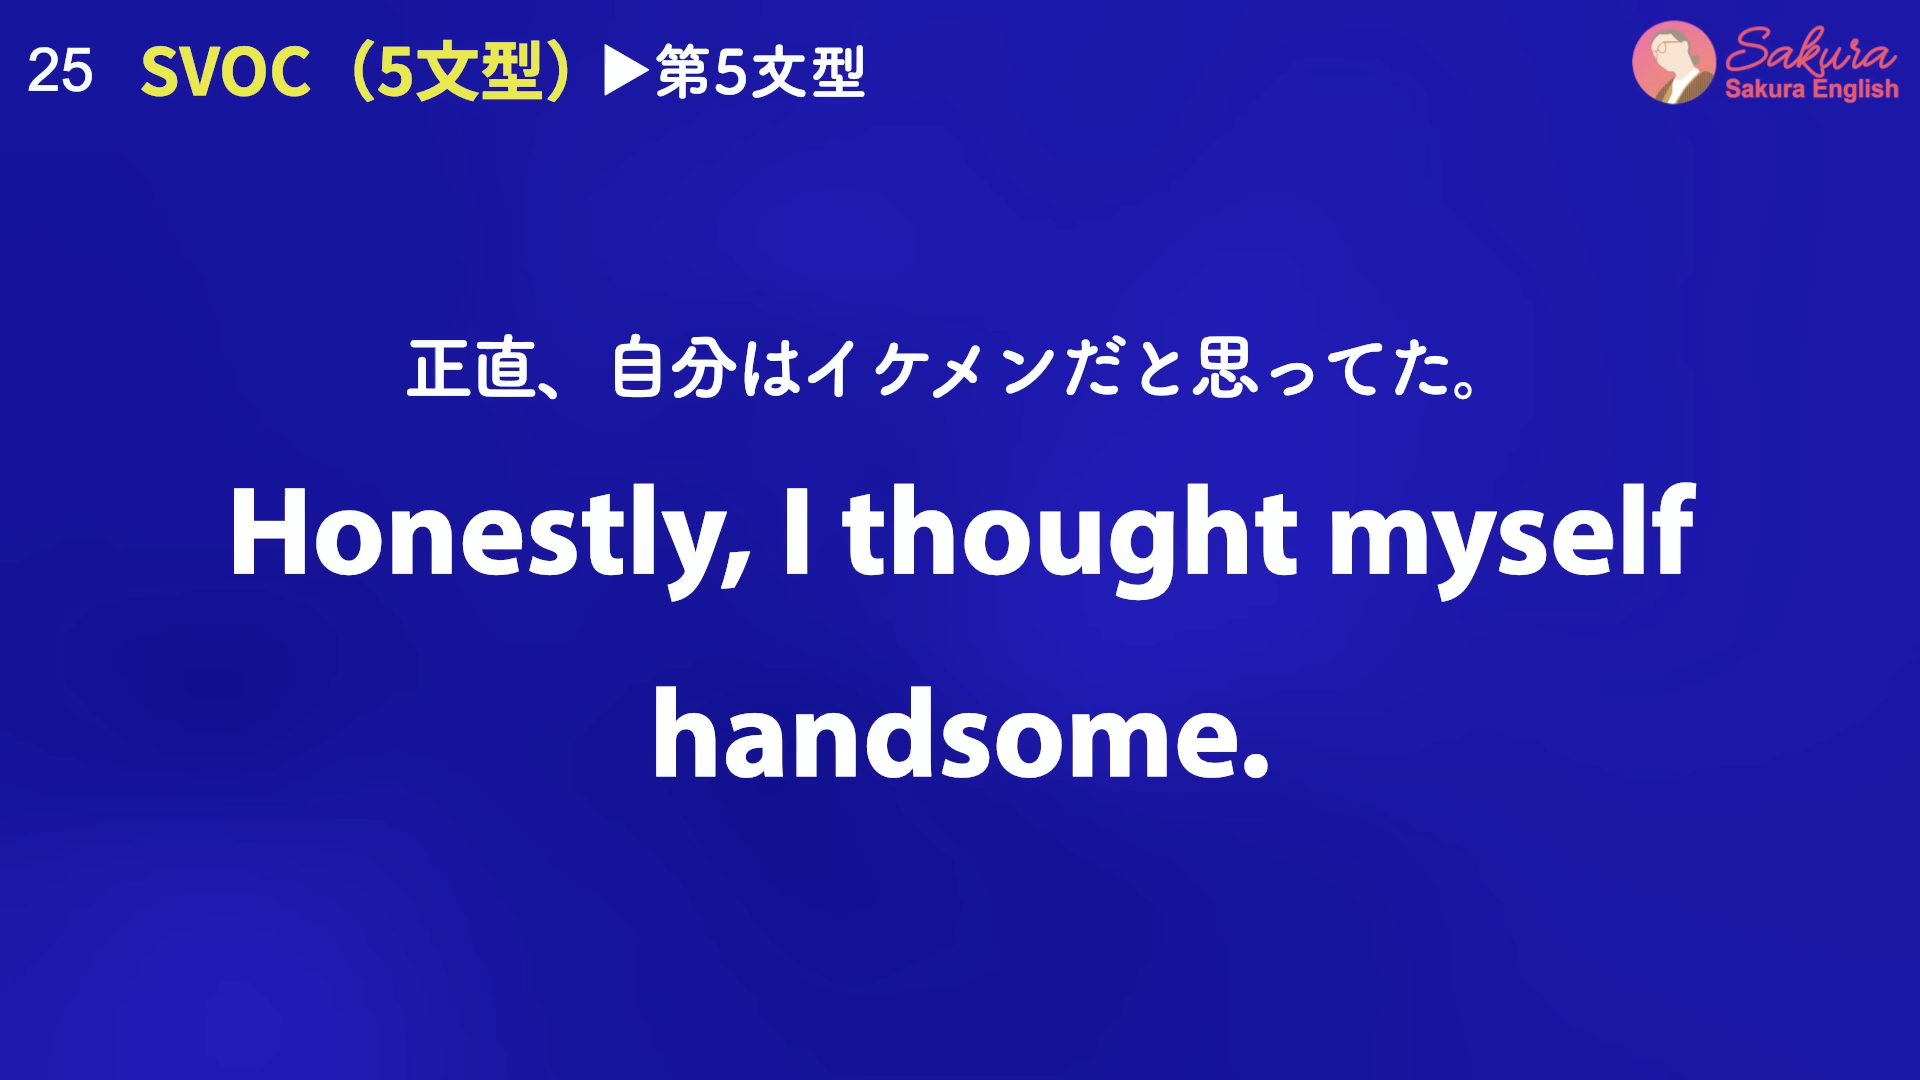 25 SVOC（5文型）▶第5文型
Sakura
Sakura English
正直、自分はイケメンだと思ってた。
Honestly, I thought myself
handsome.